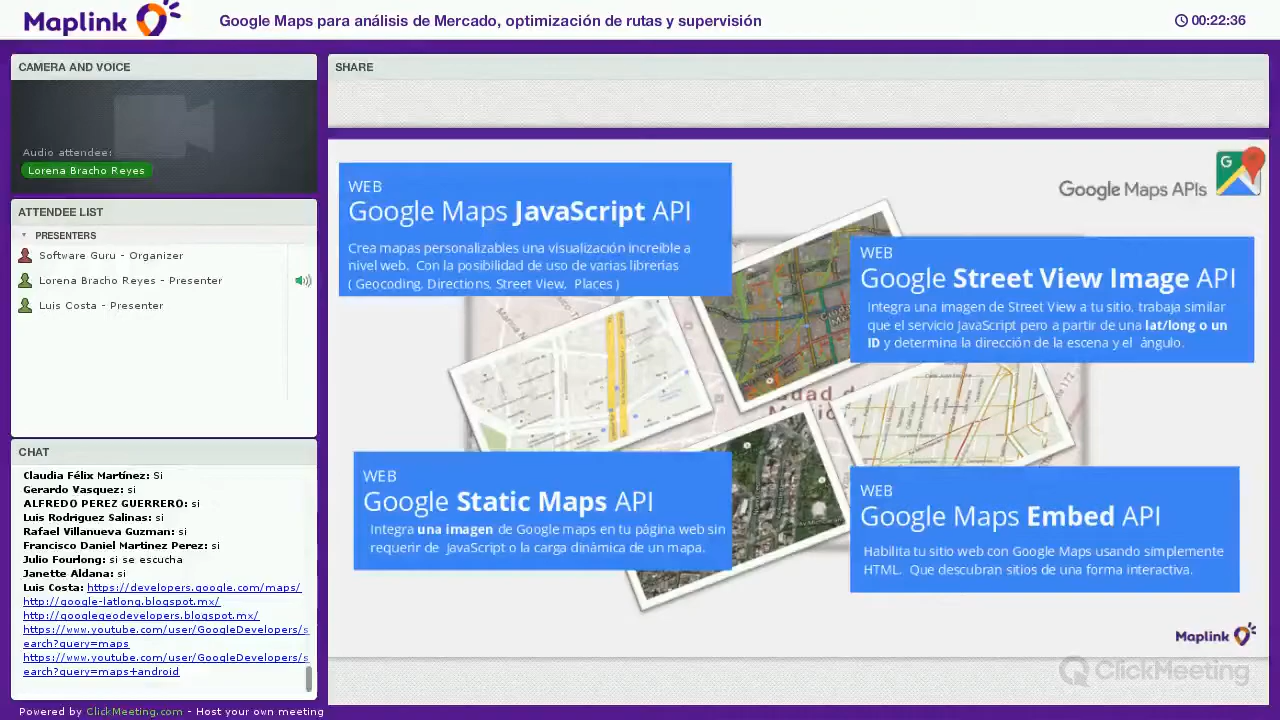 Maplink
Google Maps para análisis de Mercado, optimización de rutas y supervisión
00:22:36
CAMERA AND VOICE
Audio attendee:
Lorena Bracho Reyes
ATTENDEE LIST
PRESENTERS
Software Guru - Organizer
Lorena Bracho Reyes - Presenter
Luis Costa - Presenter
CHAT
Claudia Félix Martínez: Si
Gerardo Vasquez: si
ALFREDO PEREZ GUERRERO: si
Luis Rodriguez Salinas: si
Rafael Villanueva Guzman: si
Francisco Daniel Martinez Perez: si
Julio Fourlong: si se escucha
Janette Aldana: si
Luis Costa: https://developers.google.com/maps/
http://google-latlong.blogspot.mx/
http://googlegeodevelopers.blogspot.mx/
https://www.youtube.com/user/GoogleDevelopers/s
earch?query=maps
https://www.youtube.com/user/GoogleDevelopers/s
earch?query=maps+android
Powered by ClickMeeting.com - Host your own meeting
SHARE
Google Maps APIs
G
WEB
Google Maps JavaScript API
Crea mapas personalizables una visualización increible a
nivel web. Con la posibilidad de uso de varias librerias
( Geocoding, Directions, Street View, Places )
WEB
Google Street View Image API
Integra una imagen de Street View a tu sitio, trabaja similar
que el servicio JavaScript pero a partir de una lat/long o un
ID y determina la dirección de la escena y el ángulo.
WEB
Google Static Maps API
Integra una imagen de Google maps en tu página web sin
requerir de JavaScript o la carga dinámica de un mapa.
WEB
Google Maps Embed API
Habilita tu sitio web con Google Maps usando simplemente
HTML. Que descubran sitios de una forma interactiva.
Maplink
ClickMeeting